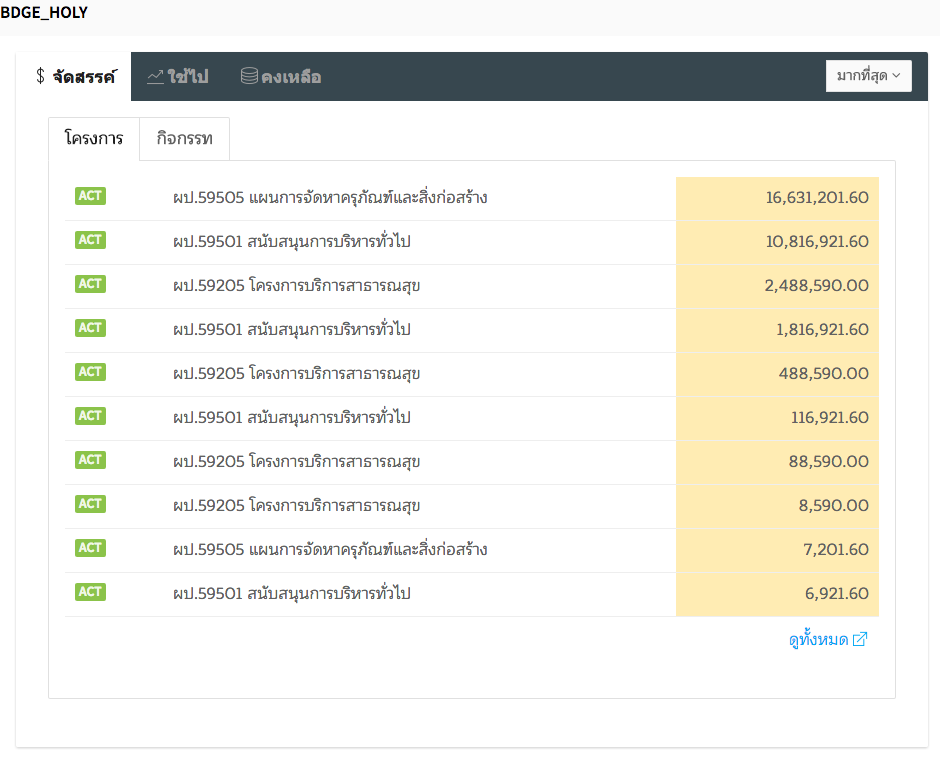 BDGE_HOLY
$ จัดสรรค์ ใช้ไป คงเหลือ มากที่สุด
โครงการ กิจกรรท
ACT ผป.59505 แผนการจัดหาครุภัณฑ์และสิ่งก่อสร้าง 16,631,201.60
ACT ผป.59501 สนับสนุนการบริหารทั่วไป 10,816,921.60
ACT ผป.59205 โครงการบริการสาธารณสุข 2,488,590.00
ACT ผป.59501 สนับสนุนการบริหารทั่วไป 1,816,921.60
ACT ผป.59205 โครงการบริการสาธารณสุข 488,590.00
ACT ผป.59501 สนับสนุนการบริหารทั่วไป 116,921.60
ACT ผป.59205 โครงการบริการสาธารณสุข 88,590.00
ACT ผป.59205 โครงการบริการสาธารณสุข 8,590.00
ACT ผป.59505 แผนการจัดหาครุภัณฑ์และสิ่งก่อสร้าง 7,201.60
ACT ผป.59501 สนับสนุนการบริหารทั่วไป 6,921.60
ดูทั้งหมด